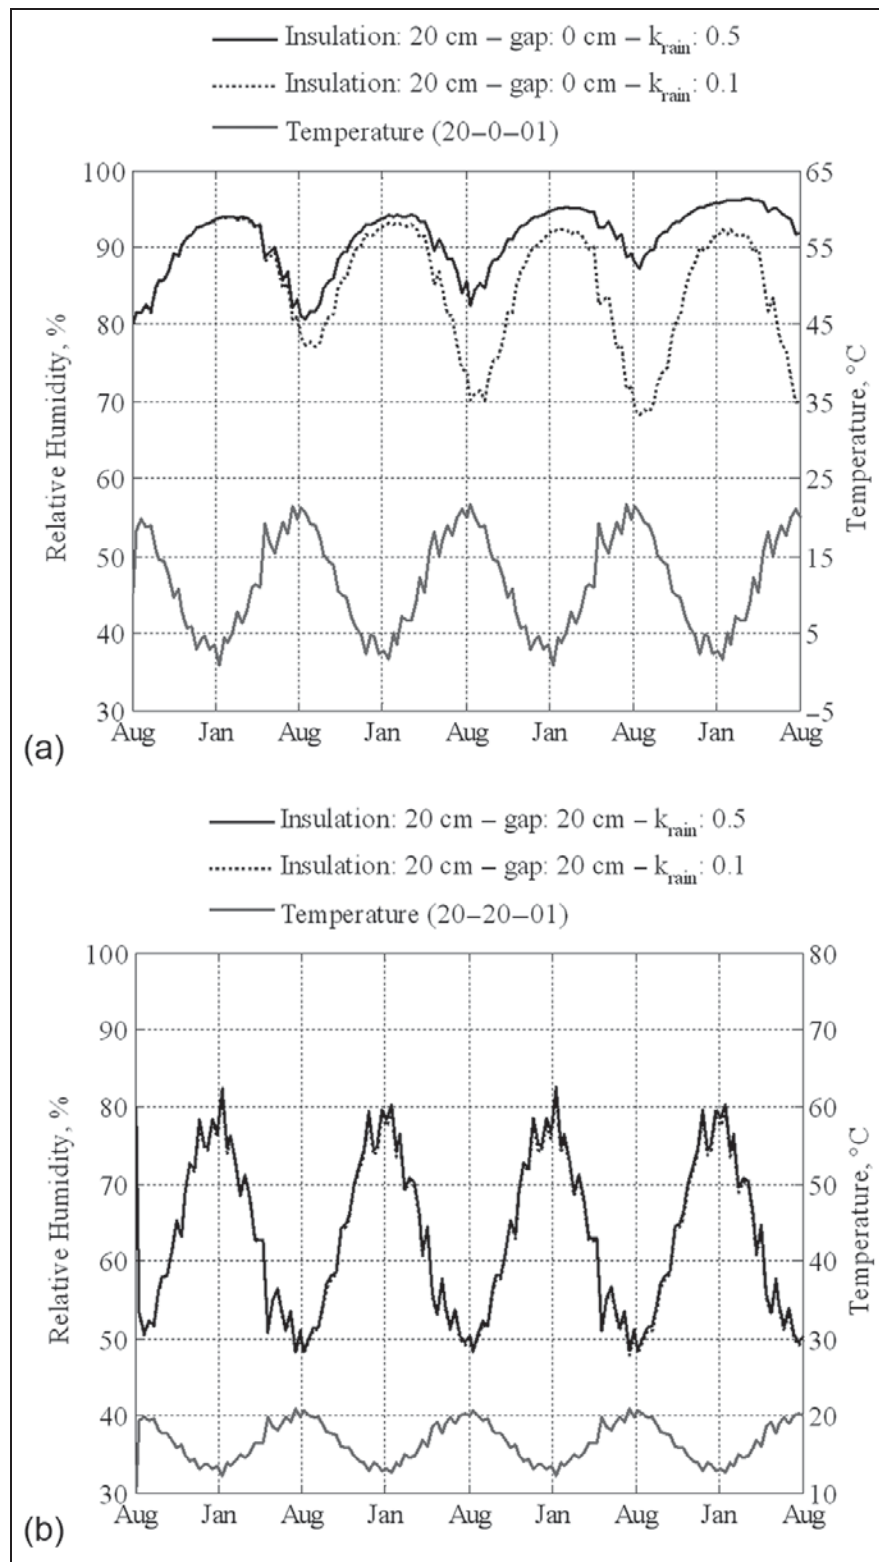 Insulation: 20 cm – gap: 0 cm – k_rain: 0.5
Insulation: 20 cm – gap: 0 cm – k_rain: 0.1
Temperature (20–0–01)
100
90
80
70
60
50
40
30
Relative Humidity, %
65
55
45
35
25
15
5
–5
Temperature, °C
Aug Jan Aug Jan Aug Jan Aug Jan Aug
(a)
Insulation: 20 cm – gap: 20 cm – k_rain: 0.5
Insulation: 20 cm – gap: 20 cm – k_rain: 0.1
Temperature (20–20–01)
100
90
80
70
60
50
40
30
Relative Humidity, %
80
70
60
50
40
30
20
10
Temperature, °C
Aug Jan Aug Jan Aug Jan Aug Jan Aug
(b)